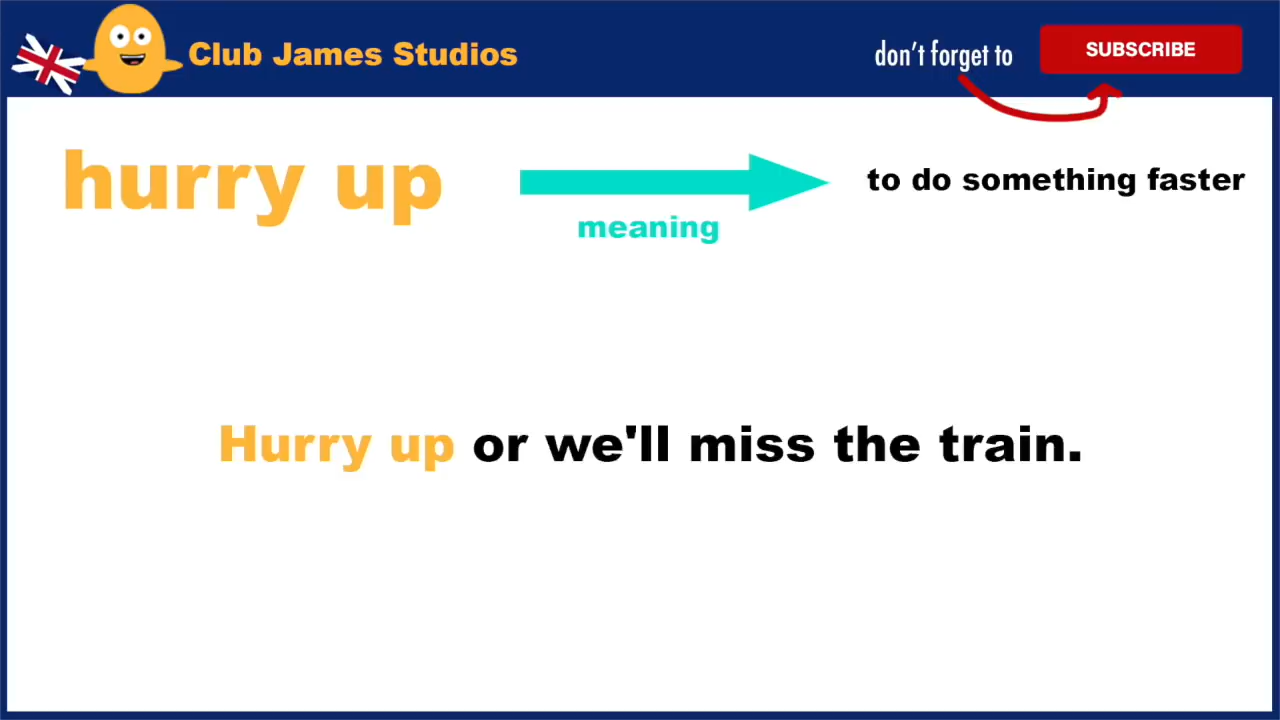 Club James Studios
don't forget to
SUBSCRIBE
hurry up
meaning
to do something faster
Hurry up or we'll miss the train.